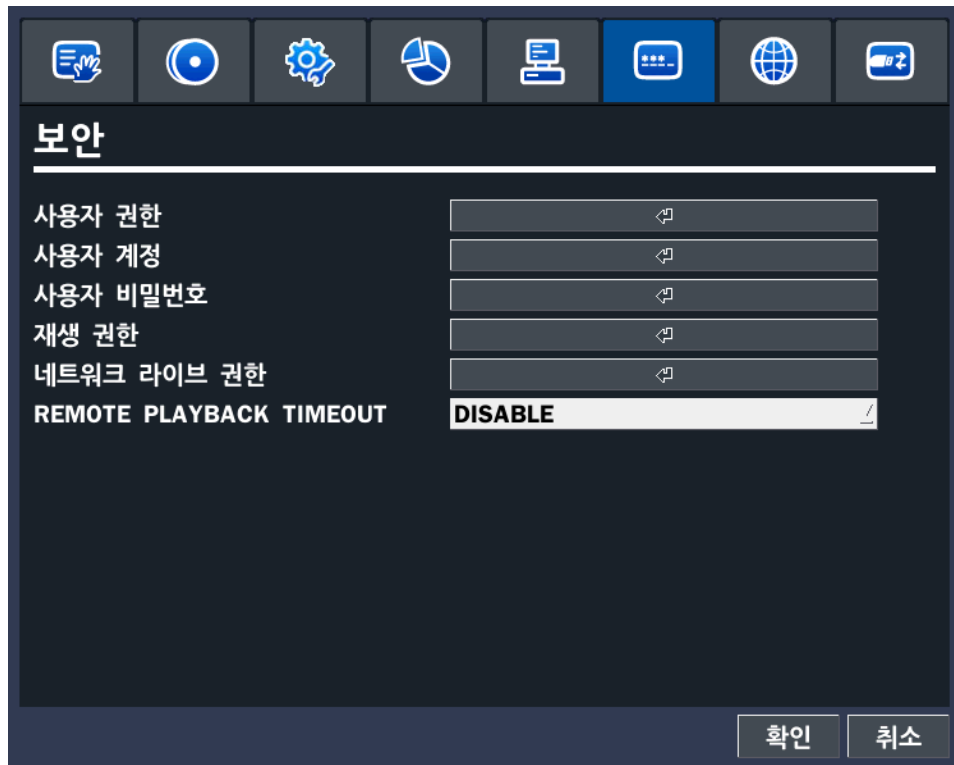 보안
사용자 권한
사용자 계정
사용자 비밀번호
재생 권한
네트워크 라이브 권한
REMOTE PLAYBACK TIMEOUT DISABLE
확인 취소